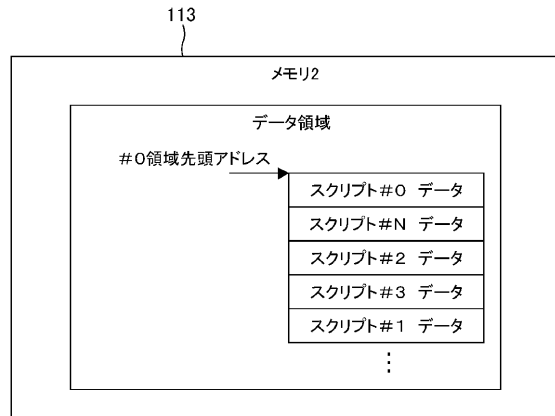 113
メモリ2
データ領域
#0領域先頭アドレス
スクリプト#0 データ
スクリプト#N データ
スクリプト#2 データ
スクリプト#3 データ
スクリプト#1 データ
⋮